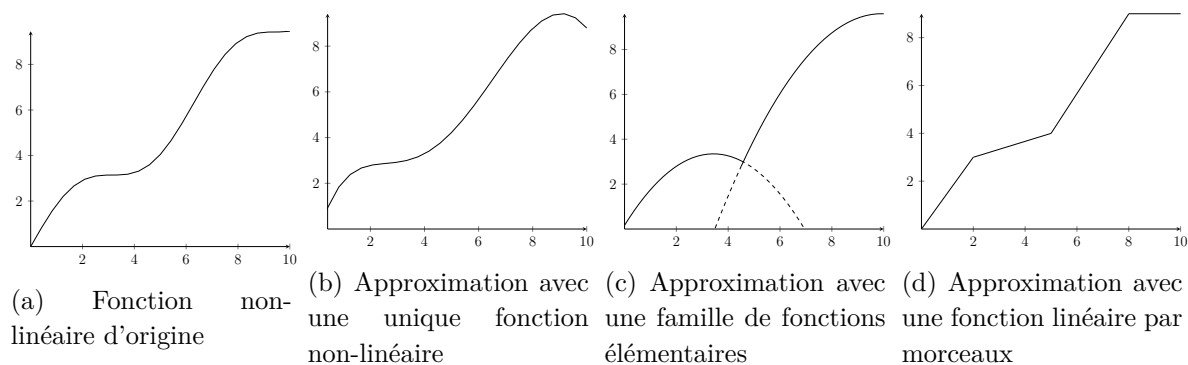 8
6
4
2
2 4 6 8 10
(a) Fonction non-
linéaire d'origine
8
6
4
2
2 4 6 8 10
(b) Approximation avec
une unique fonction
non-linéaire
8
6
4
2
2 4 6 8 10
(c) Approximation avec
une famille de fonctions
élémentaires
8
6
4
2
2 4 6 8 10
(d) Approximation avec
une fonction linéaire par
morceaux